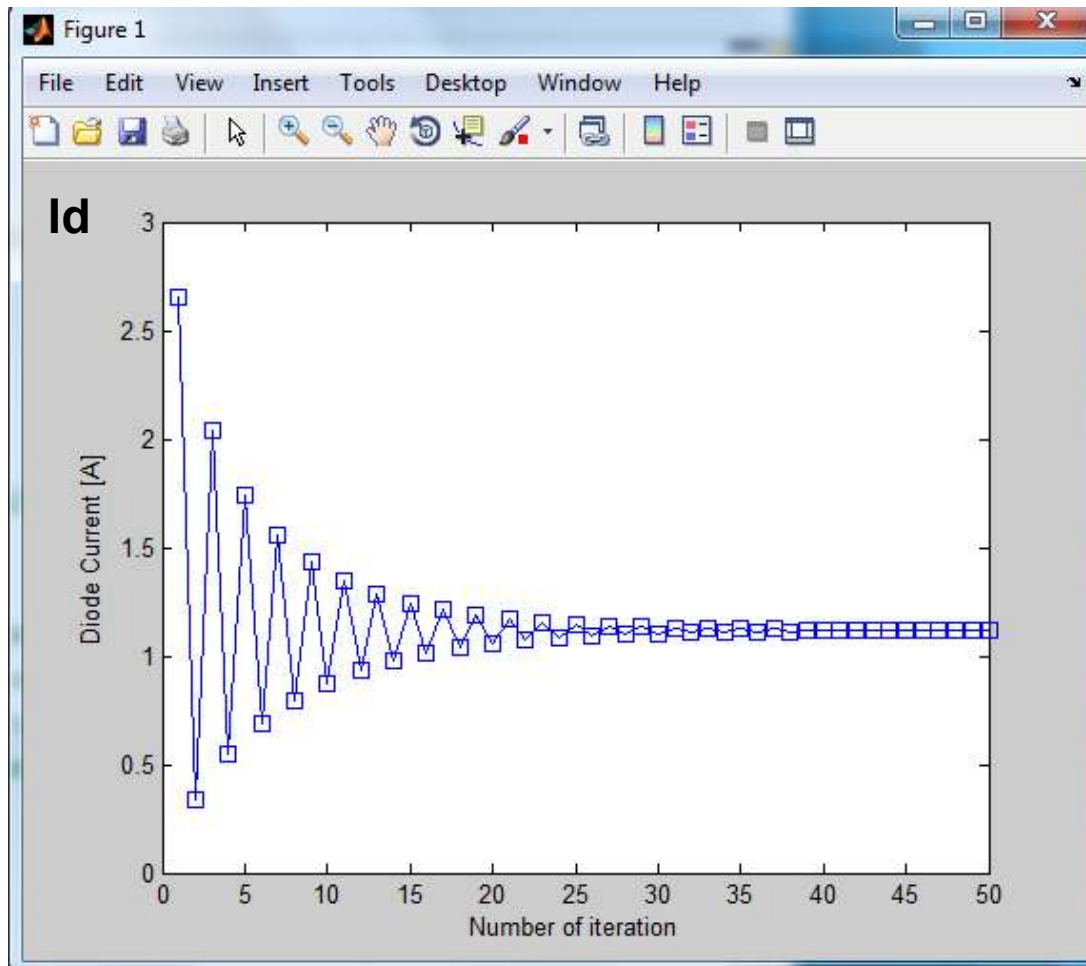 Figure 1
File Edit View Insert Tools Desktop Window Help
Id
3
2.5
2
1.5
1
0.5
0
Diode Current [A]
0 5 10 15 20 25 30 35 40 45 50
Number of iteration